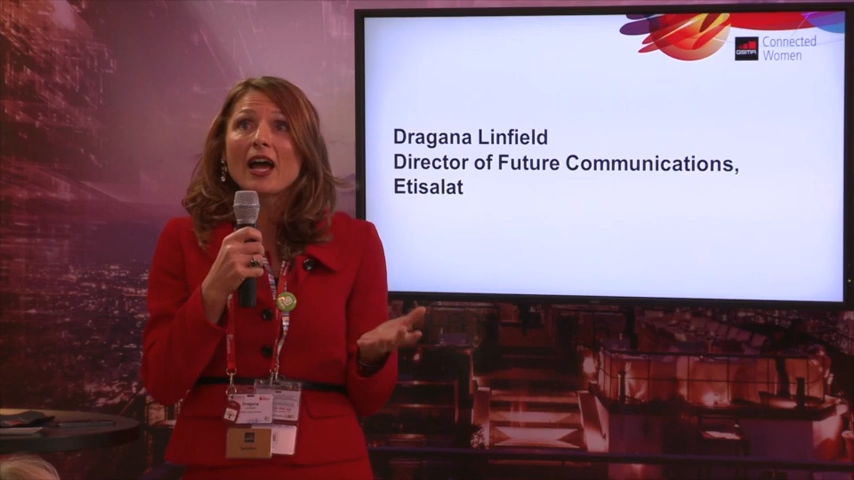 GSMA
Connected
Women
Dragana Linfield
Director of Future Communications,
Etisalat